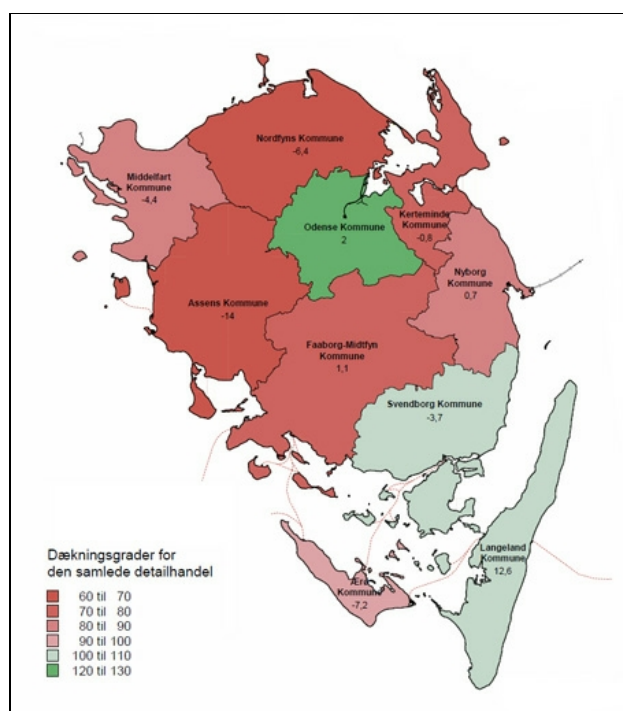 Nordfyns Kommune
-6,4
Middelfart
Kommune
-4,4
Odense Kommune
2
Kerteminde
Kommune
-0,8
Nyborg
Kommune
0,7
Assens Kommune
-14
Faaborg-Midtfyn
Kommune
1,1
Svendborg Kommune
-3,7
Langeland
Kommune
12,6
Ærø
Kommune
-7,2
Dækningsgrader for
den samlede detailhandel
60 til 70
70 til 80
80 til 90
90 til 100
100 til 110
120 til 130